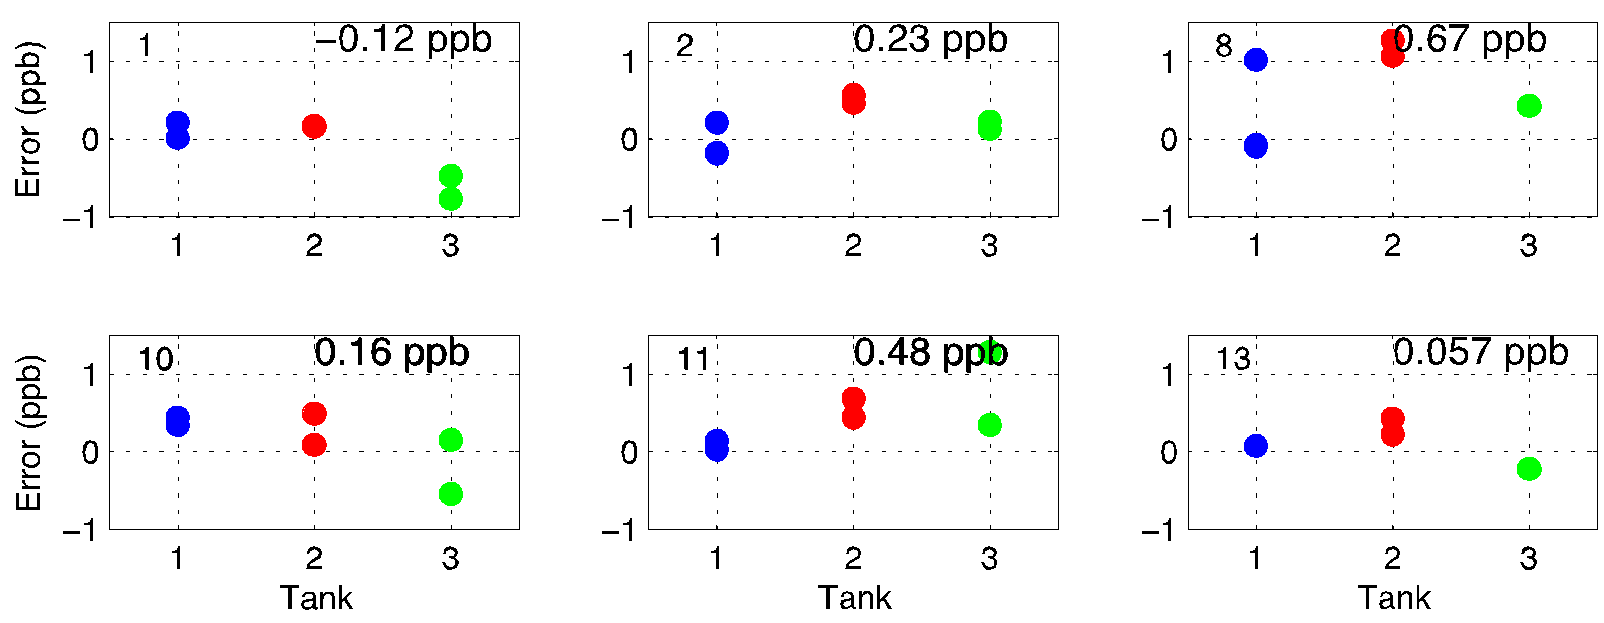 1 −0.12 ppb
Error (ppb)
1
0
−1
1 2 3
2 0.23 ppb
1
0
−1
1 2 3
8 0.67 ppb
1
0
−1
1 2 3
10 0.16 ppb
Error (ppb)
1
0
−1
1 2 3
Tank
11 0.48 ppb
1
0
−1
1 2 3
Tank
13 0.057 ppb
1
0
−1
1 2 3
Tank